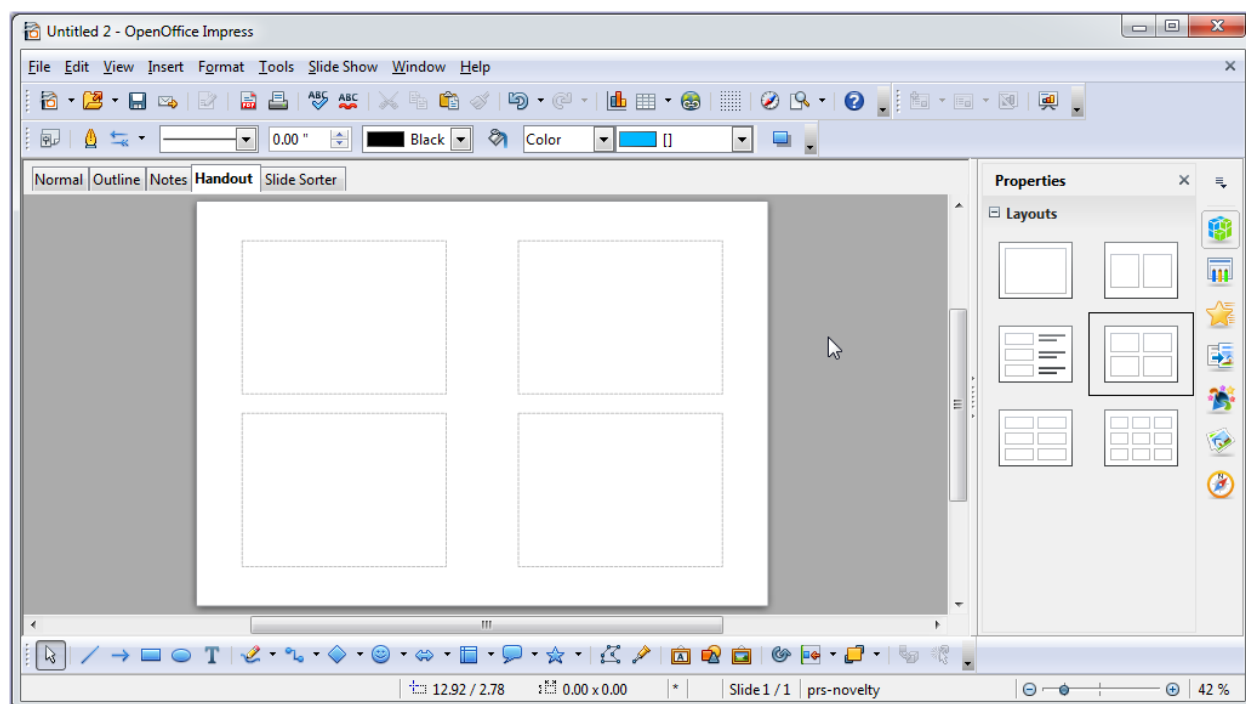 Untitled 2 - OpenOffice Impress
File Edit View Insert Format Tools Slide Show Window Help
ABC ABC
0.00 " Black Color []
Normal Outline Notes Handout Slide Sorter
Properties
Layouts
T A
12.92 / 2.78 0.00 x 0.00 * Slide 1 / 1 prs-novelty 42 %